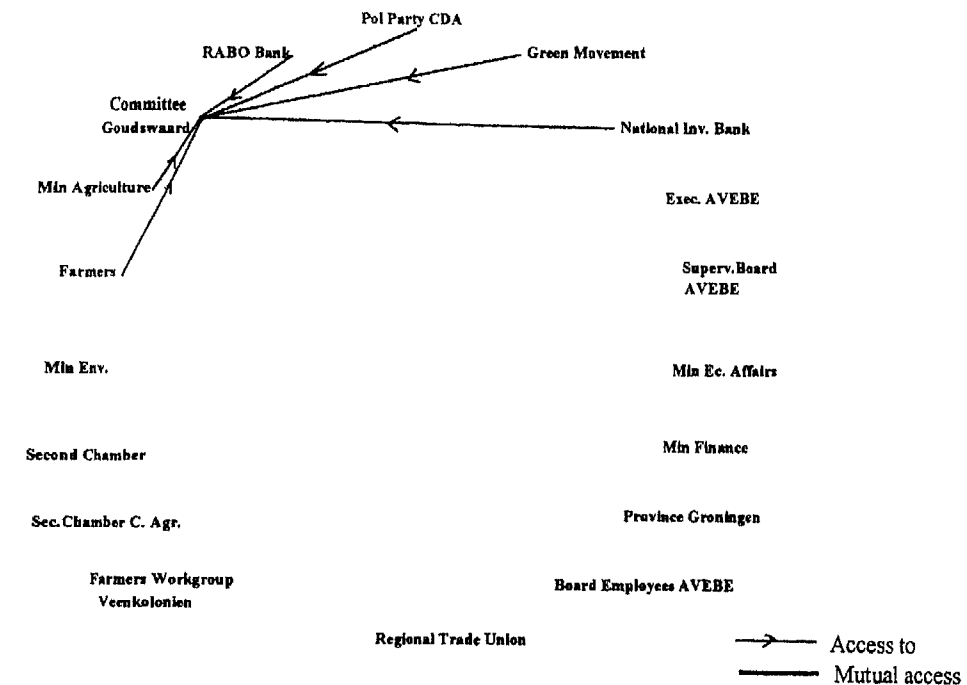 Pol Party CDA
RABO Bank
Green Movement
Committee
Goudswaard
National Inv. Bank
Min Agriculture
Exec. AVEBE
Farmers
Superv.Board
AVEBE
Min Env.
Min Ec. Affairs
Second Chamber
Min Finance
Sec.Chamber C. Agr.
Province Groningen
Farmers Workgroup
Veenkolonien
Board Employees AVEBE
Regional Trade Union
Access to
Mutual access